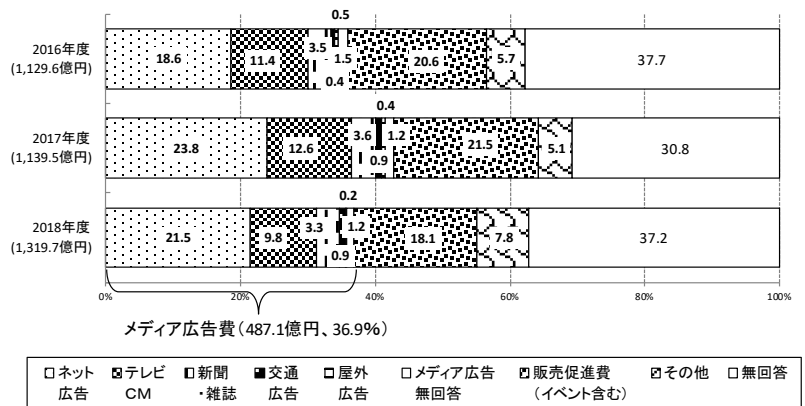 0.5
2016年度
(1,129.6億円)
18.6
11.4
3.5
0.4
1.5
20.6
5.7
37.7
0.4
2017年度
(1,139.5億円)
23.8
12.6
3.6
0.9
1.2
21.5
5.1
30.8
0.2
2018年度
(1,319.7億円)
21.5
9.8
3.3
0.9
1.2
18.1
7.8
37.2
0% 20% 40% 60% 80% 100%
メディア広告費(487.1億円、36.9%)
ネット テレビ 新聞 交通 屋外 メディア広告 販売促進費 その他 無回答
広告 CM ・雑誌 広告 広告 無回答 (イベント含む)